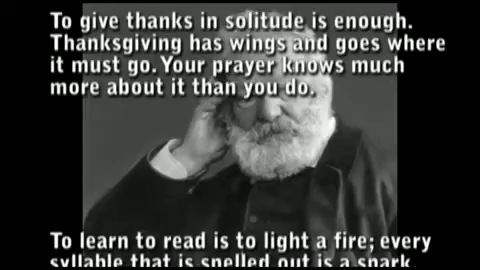 To give thanks in solitude is enough.
Thanksgiving has wings and goes where
it must go. Your prayer knows much
more about it than you do.
To learn to read is to light a fire; every
syllable that is spelled out is a spark.